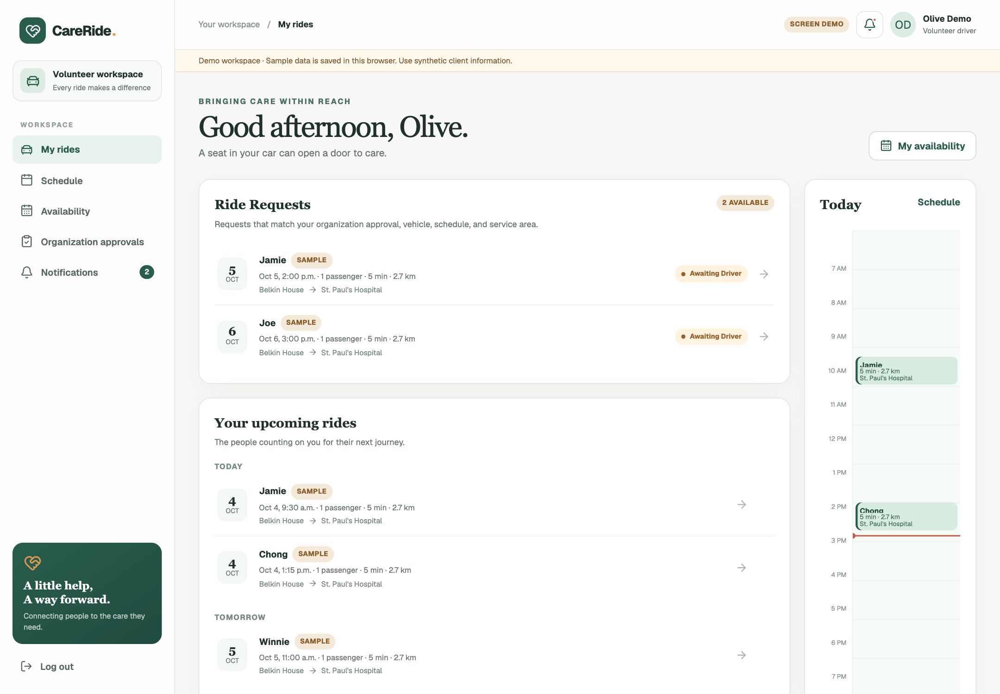 CareRide.
Volunteer workspace
Every ride makes a difference
WORKSPACE
My rides
Schedule
Availability
Organization approvals
Notifications 2
A little help,
A way forward.
Connecting people to the care they
need.
Log out
Your workspace / My rides
SCREEN DEMO
OD
Olive Demo
Volunteer driver
Demo workspace · Sample data is saved in this browser. Use synthetic client information.
BRINGING CARE WITHIN REACH
Good afternoon, Olive.
A seat in your car can open a door to care.
My availability
Ride Requests
2 AVAILABLE
Requests that match your organization approval, vehicle, schedule, and service area.
5
OCT
Jamie SAMPLE
Oct 5, 2:00 p.m. · 1 passenger · 5 min · 2.7 km
Belkin House → St. Paul's Hospital
Awaiting Driver
6
OCT
Joe SAMPLE
Oct 6, 3:00 p.m. · 1 passenger · 5 min · 2.7 km
Belkin House → St. Paul's Hospital
Awaiting Driver
Your upcoming rides
The people counting on you for their next journey.
TODAY
4
OCT
Jamie SAMPLE
Oct 4, 9:30 a.m. · 1 passenger · 5 min · 2.7 km
Belkin House → St. Paul's Hospital
4
OCT
Chong SAMPLE
Oct 4, 1:15 p.m. · 1 passenger · 5 min · 2.7 km
Belkin House → St. Paul's Hospital
TOMORROW
5
OCT
Winnie SAMPLE
Oct 5, 11:00 a.m. · 1 passenger · 5 min · 2.7 km
Belkin House → St. Paul's Hospital
Today
Schedule
7 AM
8 AM
9 AM
10 AM
Jamie
5 min · 2.7 km
St. Paul's Hospital
11 AM
12 PM
1 PM
2 PM
Chong
5 min · 2.7 km
St. Paul's Hospital
3 PM
4 PM
5 PM
6 PM
7 PM